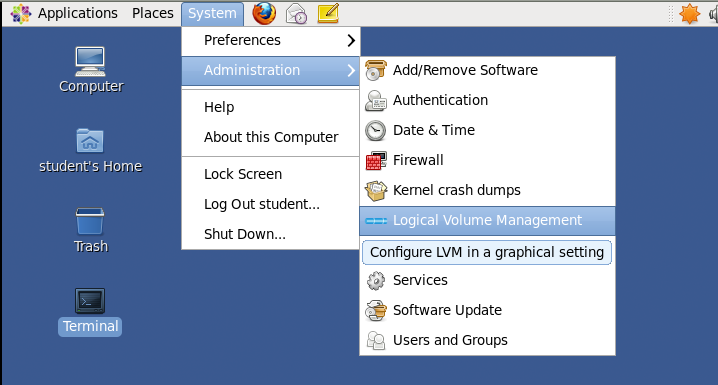 Applications Places System
Computer
student's Home
Trash
Terminal
Preferences
Administration
Help
About this Computer
Lock Screen
Log Out student...
Shut Down...
Add/Remove Software
Authentication
Date & Time
Firewall
Kernel crash dumps
Logical Volume Management
Configure LVM in a graphical setting
Services
Software Update
Users and Groups